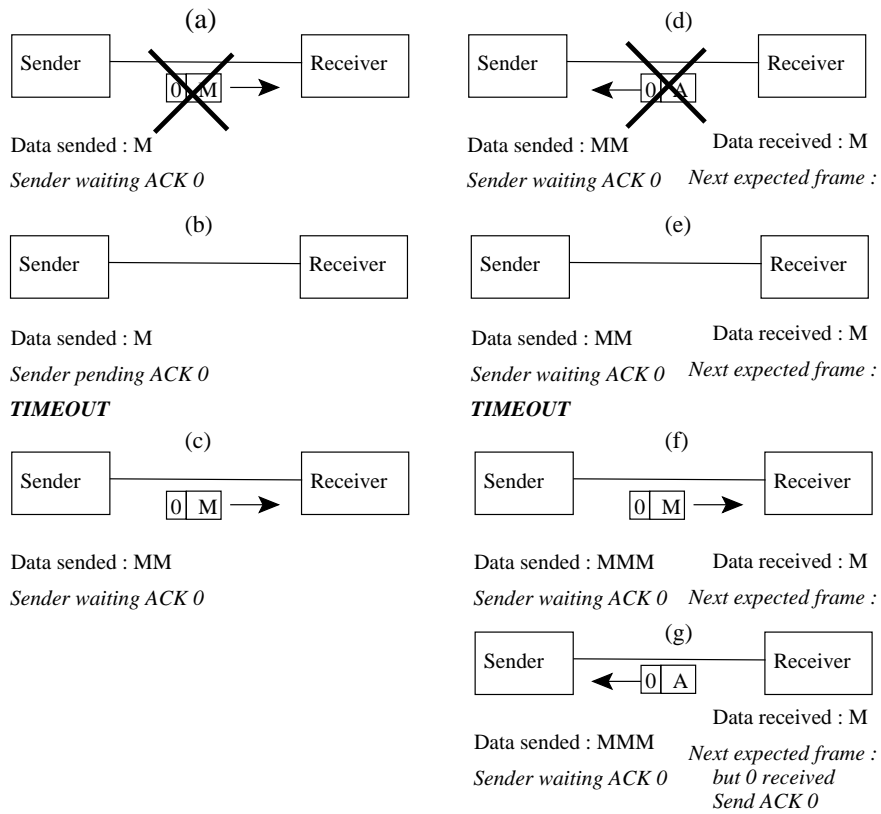 (a)
Sender
Receiver
0 M
Data sended : M
Sender waiting ACK 0
(b)
Sender
Receiver
Data sended : M
Sender pending ACK 0
TIMEOUT
(c)
Sender
Receiver
0 M
Data sended : MM
Sender waiting ACK 0
(d)
Sender
Receiver
0 A
Data sended : MM
Data received : M
Sender waiting ACK 0
Next expected frame :
(e)
Sender
Receiver
Data sended : MM
Data received : M
Sender waiting ACK 0
Next expected frame :
TIMEOUT
(f)
Sender
Receiver
0 M
Data sended : MMM
Data received : M
Sender waiting ACK 0
Next expected frame :
(g)
Sender
Receiver
0 A
Data received : M
Data sended : MMM
Next expected frame :
Sender waiting ACK 0
but 0 received
Send ACK 0